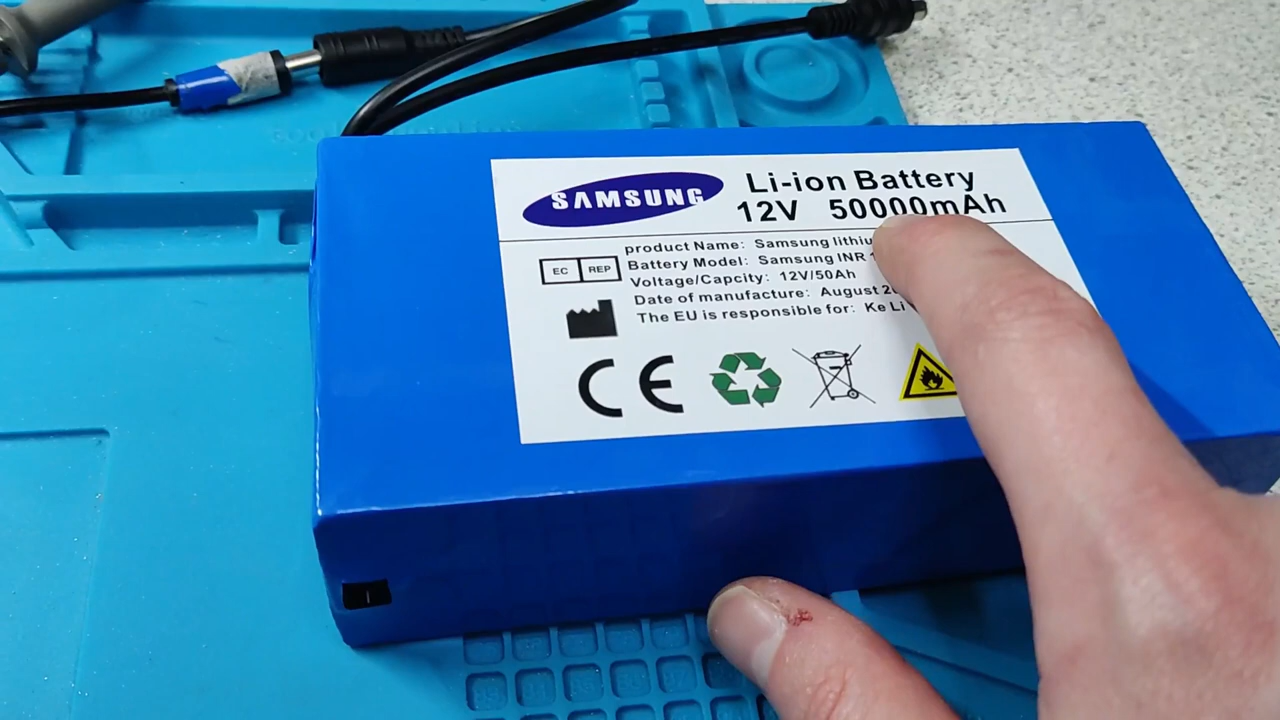 SAMSUNG
Li-ion Battery
12V 50000mAh
product Name: Samsung
Battery Model: Samsung INR
Voltage/Capcity: 12V/50Ah
Date of manufacture: August
The EU is responsible for: Ke Li
EC REP
CE